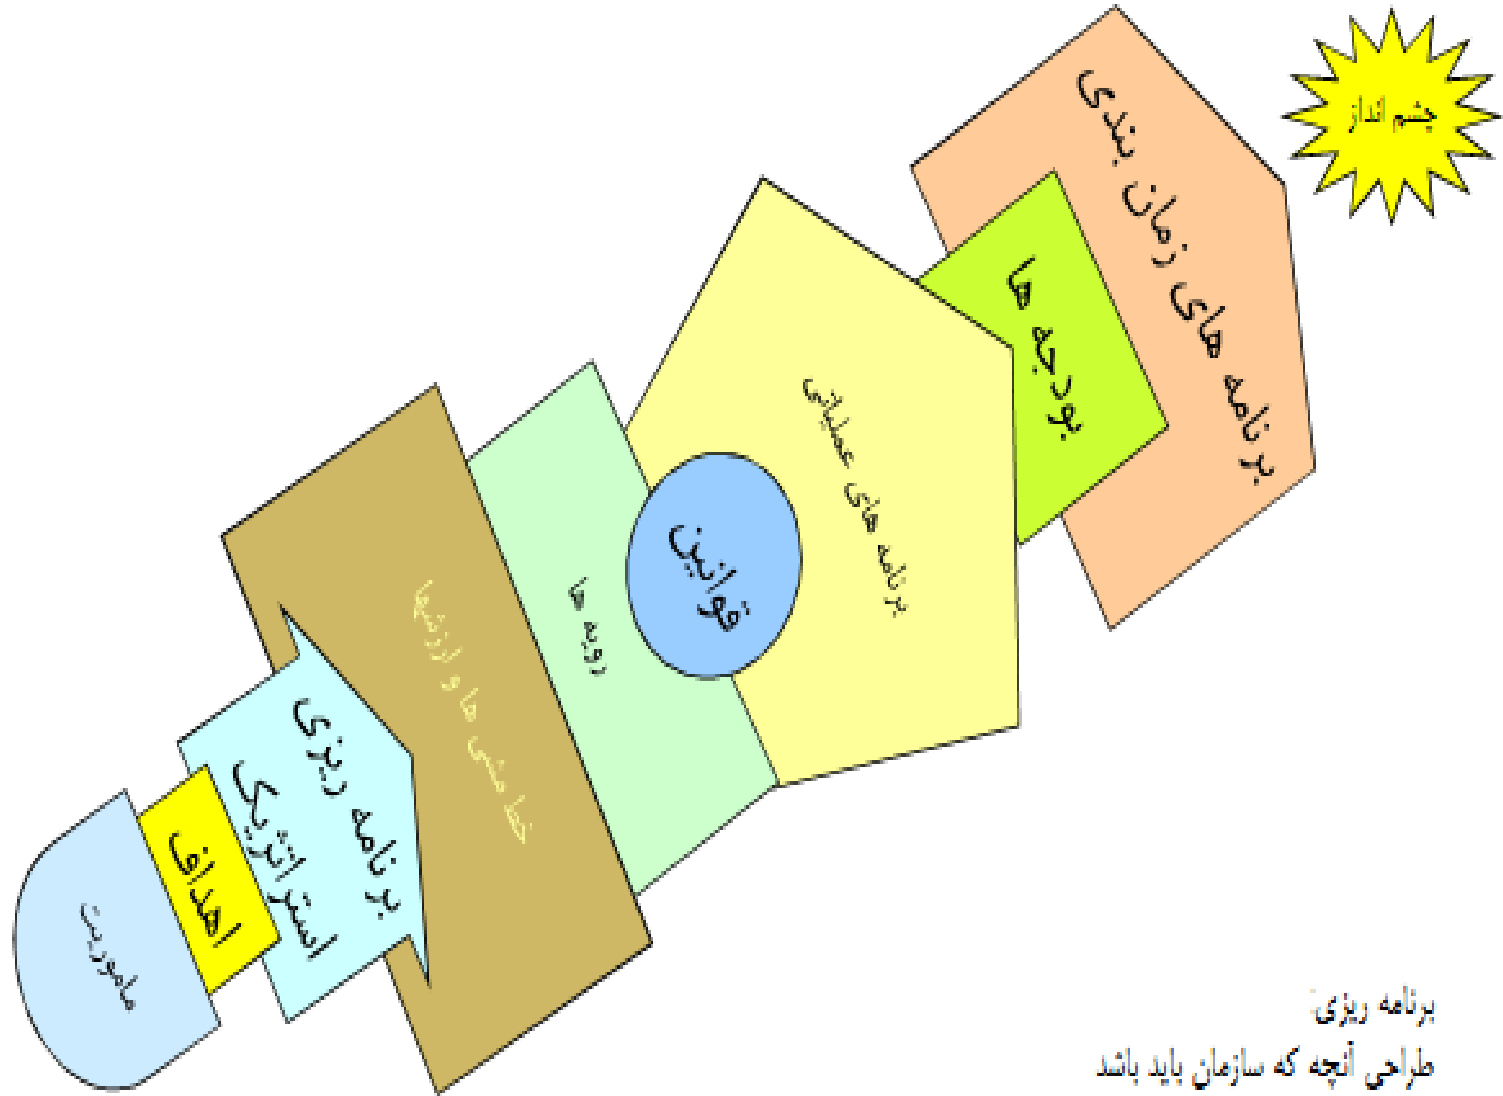 چشم انداز
برنامه های زمان بندی
بودجه ها
برنامه های عملیاتی
قوانین
رویه ها
خط مشی ها و ارزشها
برنامه ریزی
استراتژیک
اهداف
ماموریت
برنامه ریزی:
طراحی آنچه که سازمان باید باشد